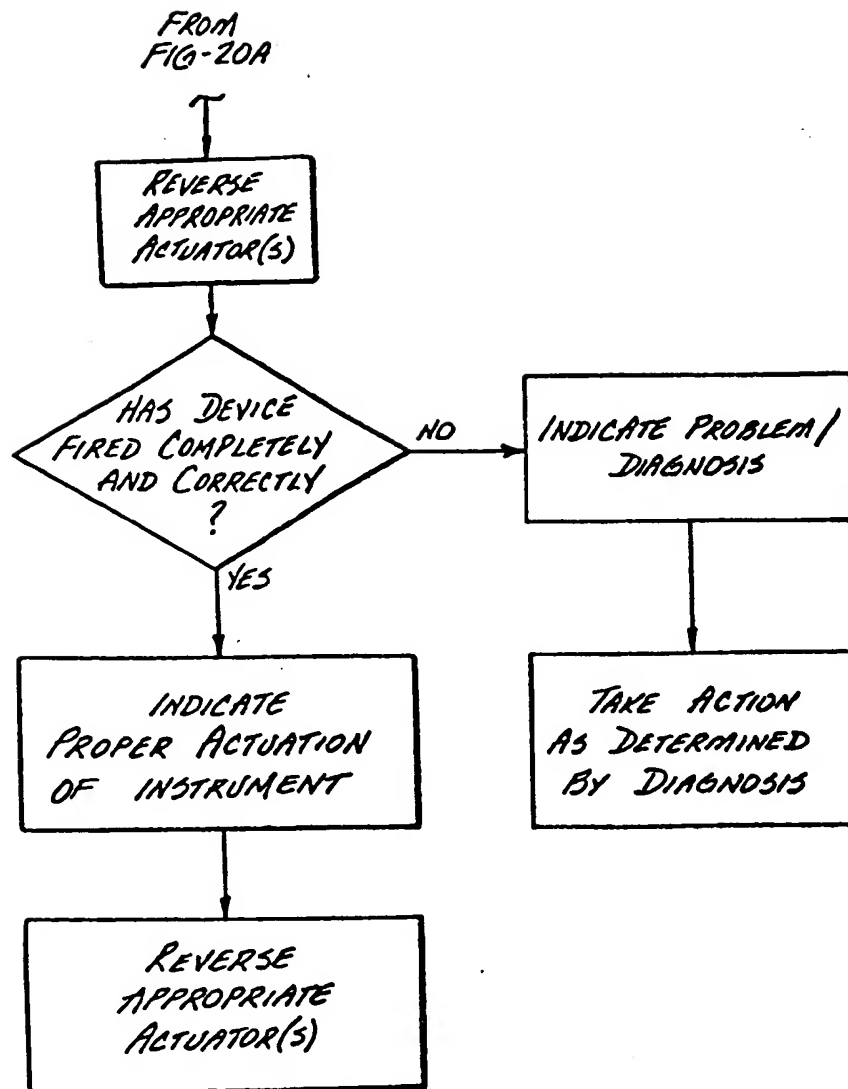 FROM
FIG-20A
REVERSE
APPROPRIATE
ACTUATOR(S)
HAS DEVICE
FIRED COMPLETELY
AND CORRECTLY
?
NO
INDICATE PROBLEM/
DIAGNOSIS
YES
INDICATE
PROPER ACTUATION
OF INSTRUMENT
TAKE ACTION
AS DETERMINED
BY DIAGNOSIS
REVERSE
APPROPRIATE
ACTUATOR(S)